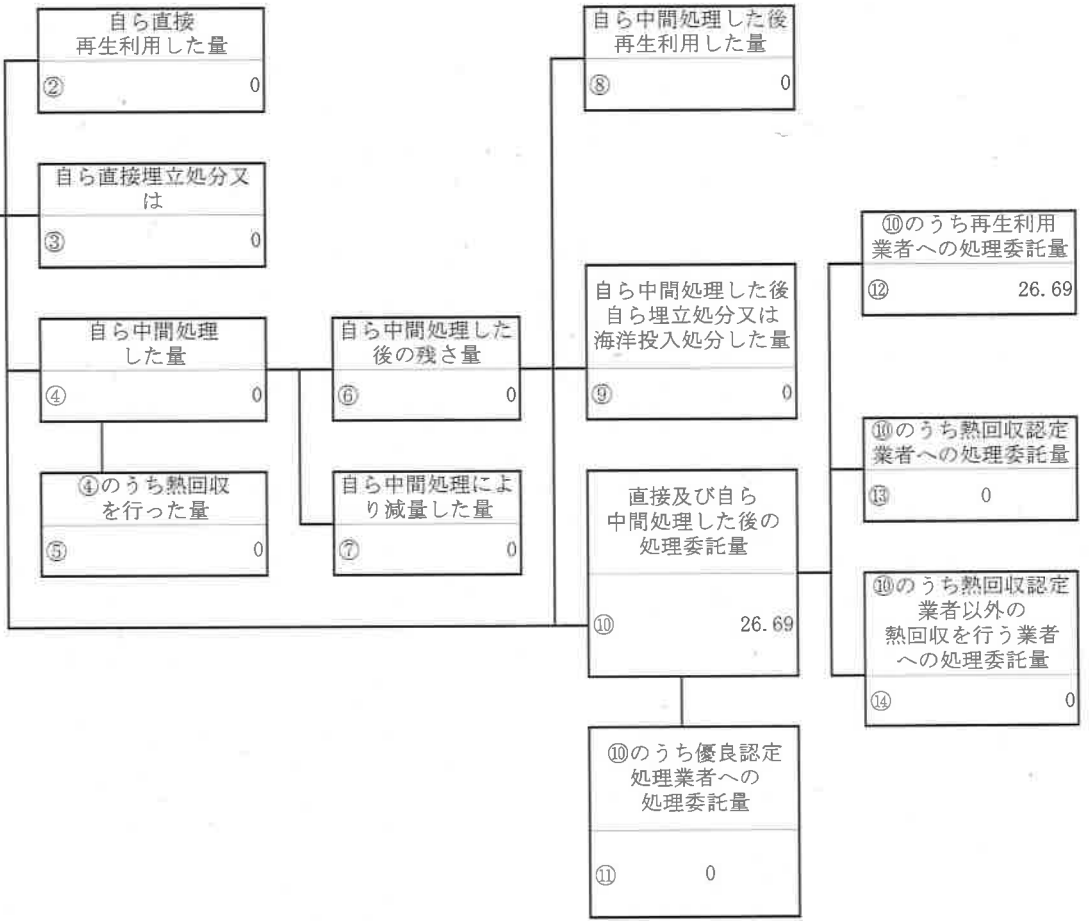 自ら直接
再生利用した量
② 0
自ら直接埋立処分又
は
③ 0
自ら中間処理
した量
④ 0
④のうち熱回収
を行った量
⑤ 0
自ら中間処理した
後の残さ量
⑥ 0
自ら中間処理によ
り減量した量
⑦ 0
自ら中間処理した後
再生利用した量
⑧ 0
自ら中間処理した後
自ら埋立処分又は
海洋投入処分した量
⑨ 0
直接及び自ら
中間処理した後の
処理委託量
⑩ 26.69
⑩のうち優良認定
処理業者への
処理委託量
⑪ 0
⑩のうち再生利用
業者への処理委託量
⑫ 26.69
⑩のうち熱回収認定
業者への処理委託量
⑬ 0
⑩のうち熱回収認定
業者以外の
熱回収を行う業者
への処理委託量
⑭ 0